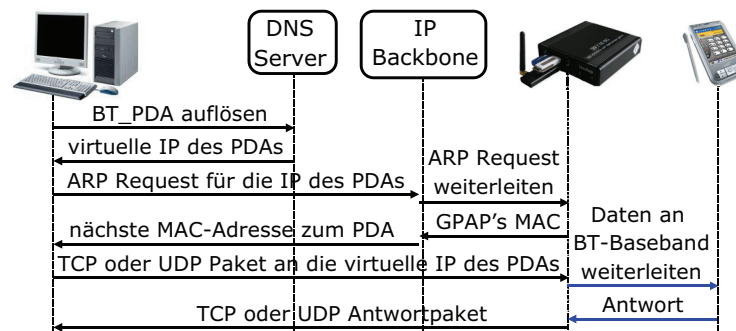 DNS
Server
IP
Backbone
BT_PDA auflösen
virtuelle IP des PDAs
ARP Request für die IP des PDAs
ARP Request
weiterleiten
GPAP's MAC
nächste MAC-Adresse zum PDA
Daten an
BT-Baseband
weiterleiten
TCP oder UDP Paket an die virtuelle IP des PDAs
Antwort
TCP oder UDP Antwortpaket